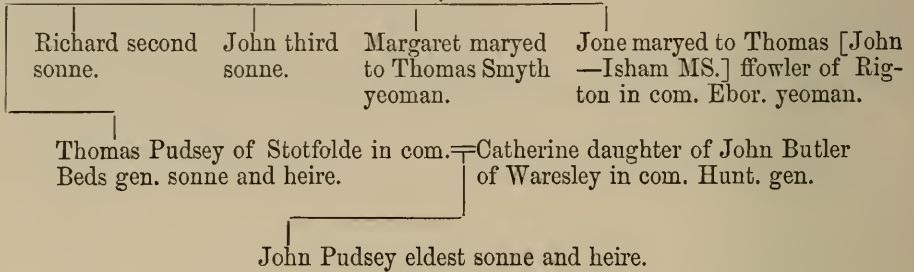 Richard second sonne.
John third sonne.
Margaret maryed to Thomas Smyth yeoman.
Jone maryed to Thomas [John
—Isham MS.] ffowler of Rig-
ton in com. Ebor. yeoman.
Thomas Pudsey of Stotfolde in com.
Beds gen. sonne and heire.
Catherine daughter of John Butler
of Waresley in com. Hunt. gen.
John Pudsey eldest sonne and heire.